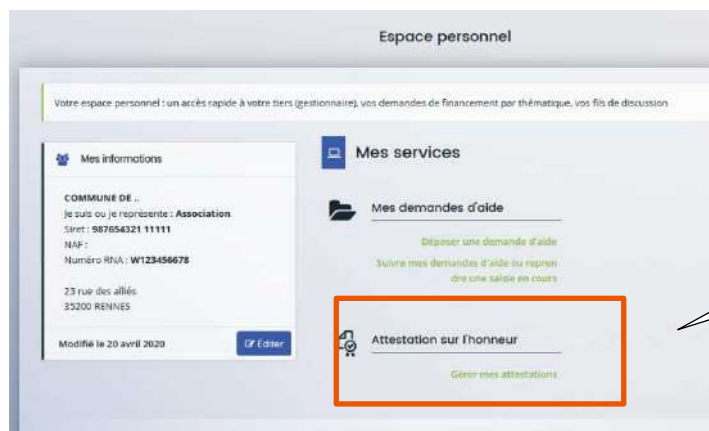 Espace personnel
Votre espace personnel : un accès rapide à votre tiers (gestionnaire), vos demandes de financement par thématique, vos fils de discussion
Mes informations
COMMUNE DE ..
Je suis ou je représente : Association
Siret : 987654321 11111
NAF :
Numéro RNA : W123456678
23 rue des alliés
35200 RENNES
Modifié le 20 avril 2020
Editer
Mes services
Mes demandes d'aide
Déposer une demande d'aide
Suivre mes demandes d'aide ou repren
dre une saisie en cours
Attestation sur l'honneur
Gérer mes attestations